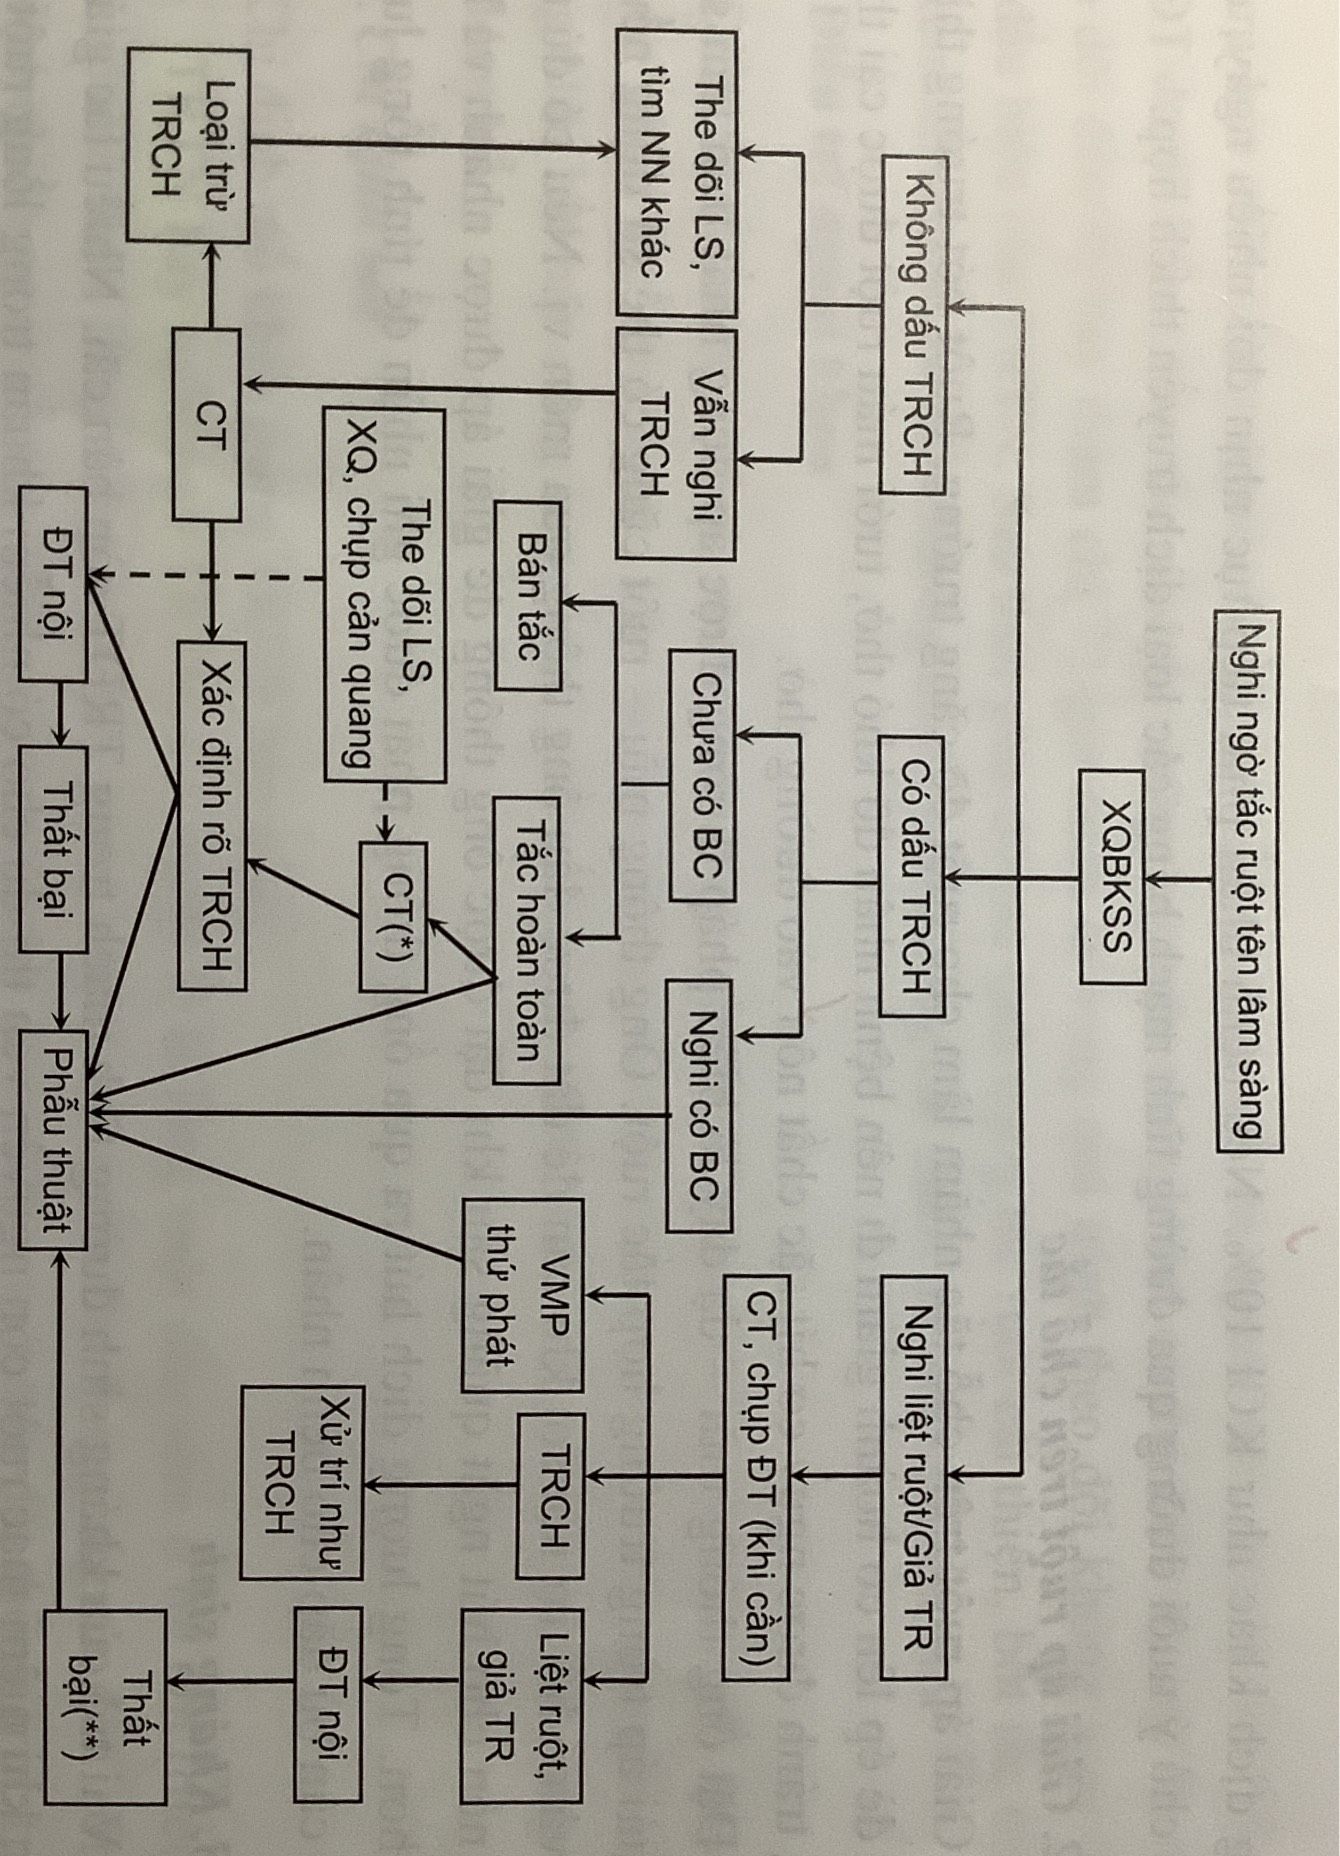 Nghi ngờ tắc ruột tên lâm sàng
XQBKSS
Không dấu TRCH
Có dấu TRCH
Nghi liệt ruột/Giả TR
The dõi LS,
tìm NN khác
Vẫn nghi
TRCH
Chưa có BC
Nghi có BC
CT, chụp ĐT (khi cần)
Bán tắc
Tắc hoàn toàn
VMP
thứ phát
TRCH
Liệt ruột,
giả TR
The dõi LS,
XQ, chụp cản quang
CT(*)
Xử trí như
TRCH
ĐT nội
Loại trừ
TRCH
CT
Xác định rõ TRCH
Thất
bại(**)
ĐT nội
Thất bại
Phẫu thuật